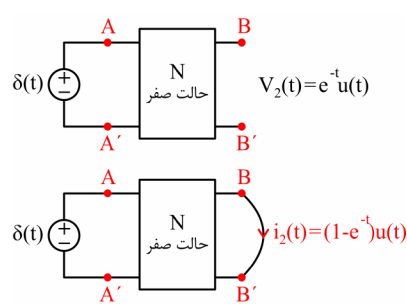 A
B
δ(t)
+
−
N
حالت صفر
V₂(t)=e⁻ᵗu(t)
A´
B´
A
B
δ(t)
+
−
N
حالت صفر
i₂(t)=(1-e⁻ᵗ)u(t)
A´
B´